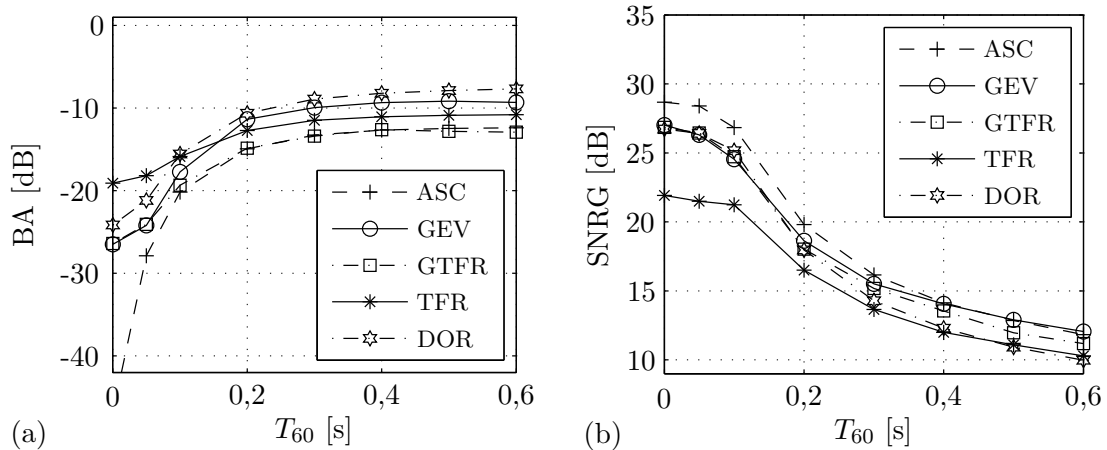 0
-10
-20
-30
-40
BA [dB]
0
0,2
0,4
0,6
T60 [s]
ASC
GEV
GTFR
TFR
DOR
(a)
35
30
25
20
15
10
SNRG [dB]
0
0,2
0,4
0,6
T60 [s]
ASC
GEV
GTFR
TFR
DOR
(b)